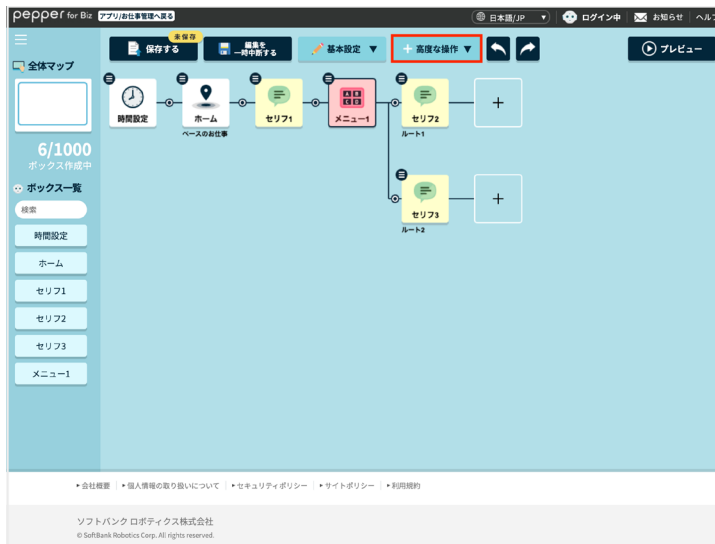 pepper for Biz アプリ/お仕事管理へ戻る 日本語/JP ▼ ログイン中 お知らせ
未保存
保存する 編集を一時中断する 基本設定 ▼ +高度な操作 ▼ プレビュー
全体マップ
時間設定 ホーム セリフ1 A B C D メニュー1 セリフ2 +
ベースのお仕事 ルート1
6/1000
ボックス作成中
ボックス一覧
セリフ3 +
ルート2
検索
時間設定
ホーム
セリフ1
セリフ2
セリフ3
メニュー1
会社概要 個人情報の取り扱いについて セキュリティポリシー サイトポリシー 利用規約
ソフトバンク ロボティクス株式会社
© SoftBank Robotics Corp. All rights reserved.